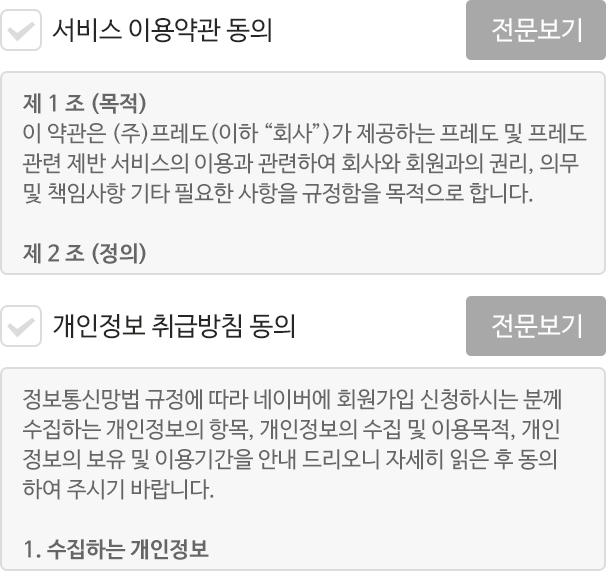 서비스 이용약관 동의 전문보기
제 1 조 (목적)
이 약관은 (주)프레도(이하 “회사”)가 제공하는 프레도 및 프레도
관련 제반 서비스의 이용과 관련하여 회사와 회원과의 권리, 의무
및 책임사항 기타 필요한 사항을 규정함을 목적으로 합니다.
제 2 조 (정의)
개인정보 취급방침 동의 전문보기
정보통신망법 규정에 따라 네이버에 회원가입 신청하시는 분께
수집하는 개인정보의 항목, 개인정보의 수집 및 이용목적, 개인
정보의 보유 및 이용기간을 안내 드리오니 자세히 읽은 후 동의
하여 주시기 바랍니다.
1. 수집하는 개인정보